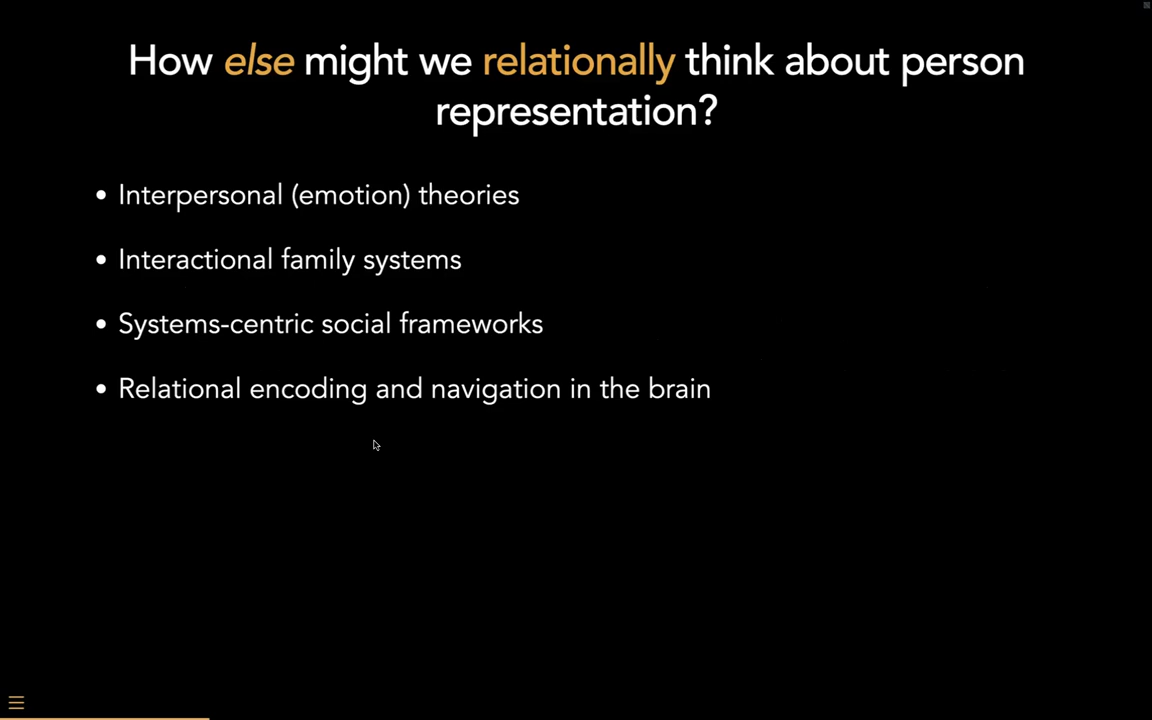 How else might we relationally think about person
representation?
• Interpersonal (emotion) theories
• Interactional family systems
• Systems-centric social frameworks
• Relational encoding and navigation in the brain